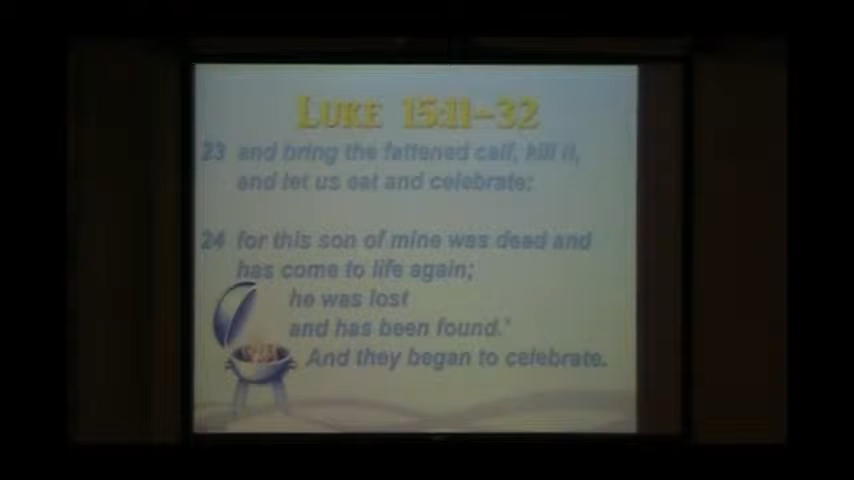 LUKE 15:11-32
23 and bring the fattened calf, kill it,
and let us eat and celebrate;
24 for this son of mine was dead and
has come to life again;
he was lost
and has been found.'
And they began to celebrate.